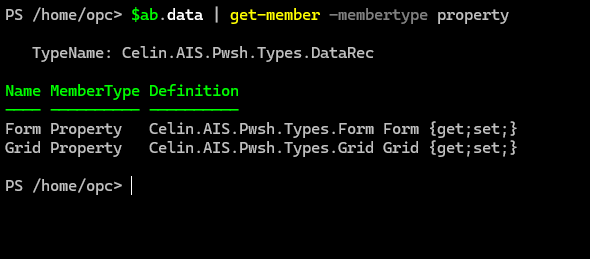 PS /home/opc> $ab.data | get-member -membertype property
TypeName: Celin.AIS.Pwsh.Types.DataRec
Name MemberType Definition
---- ---------- ----------
Form Property   Celin.AIS.Pwsh.Types.Form Form {get;set;}
Grid Property   Celin.AIS.Pwsh.Types.Grid Grid {get;set;}
PS /home/opc>